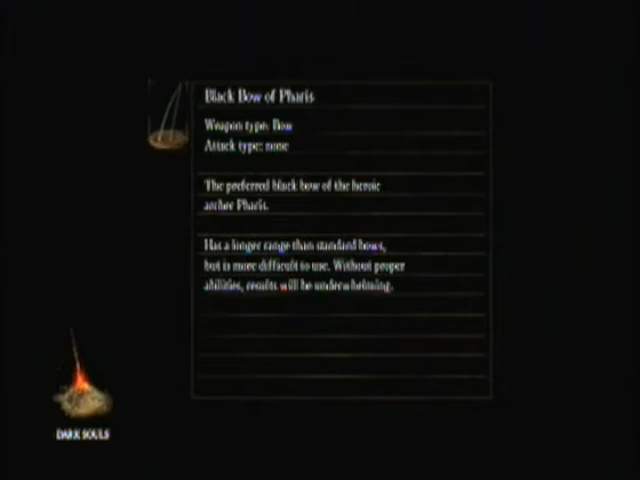 Black Bow of Pharis
Weapon type: Bow
Attack type: none
The preferred black bow of the heroic
archer Pharis.
Has a longer range than standard bows,
but is more difficult to use. Without proper
abilities, results will be underwhelming.
DARK SOULS